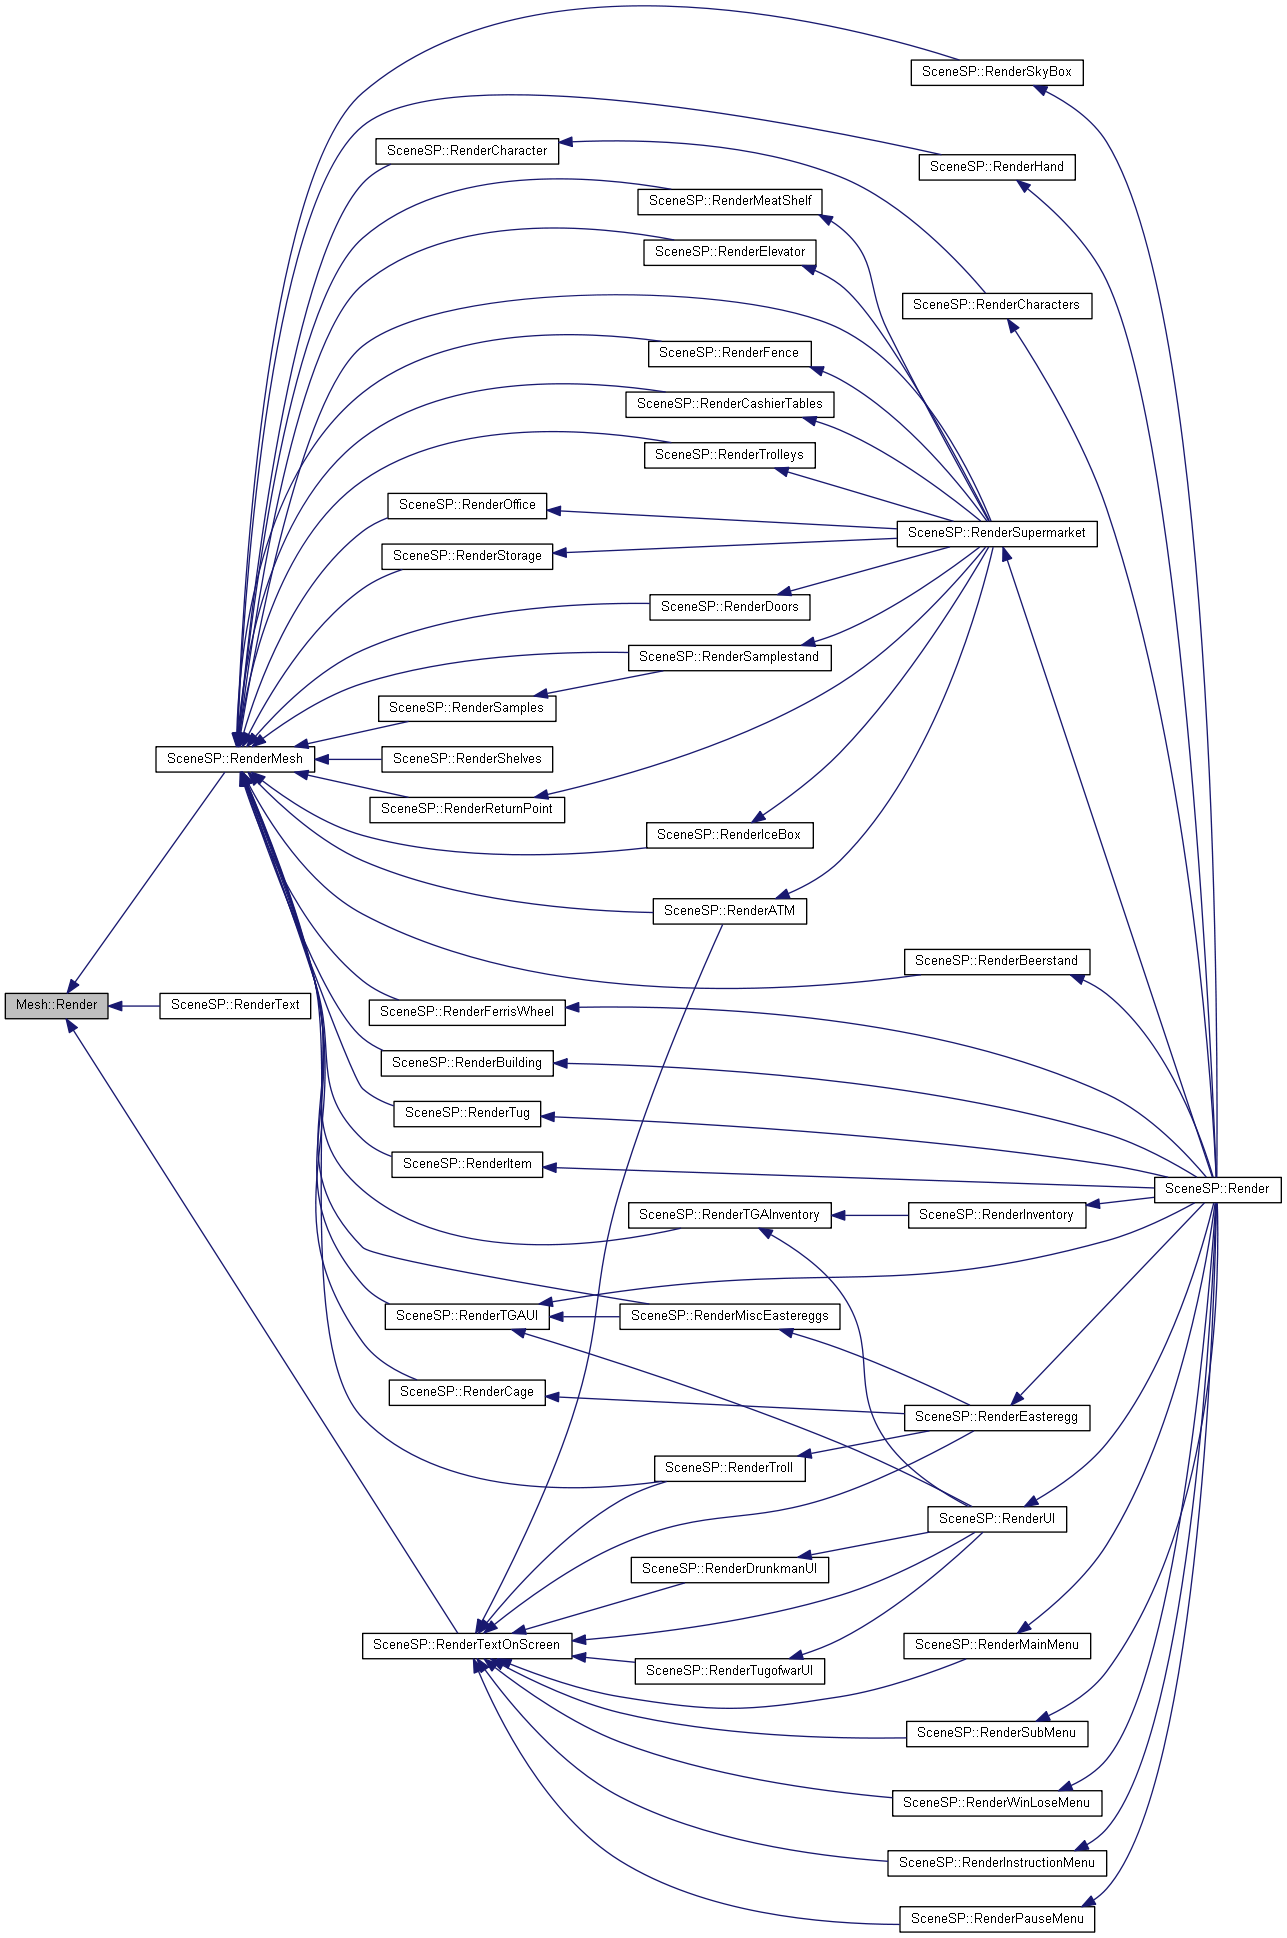 SceneSP::RenderSkyBox
SceneSP::RenderCharacter
SceneSP::RenderHand
SceneSP::RenderMeatShelf
SceneSP::RenderElevator
SceneSP::RenderCharacters
SceneSP::RenderFence
SceneSP::RenderCashierTables
SceneSP::RenderTrolleys
SceneSP::RenderOffice
SceneSP::RenderSupermarket
SceneSP::RenderStorage
SceneSP::RenderDoors
SceneSP::RenderSamplestand
SceneSP::RenderSamples
SceneSP::RenderMesh
SceneSP::RenderShelves
SceneSP::RenderReturnPoint
SceneSP::RenderIceBox
SceneSP::RenderATM
SceneSP::RenderBeerstand
Mesh::Render
SceneSP::RenderText
SceneSP::RenderFerrisWheel
SceneSP::RenderBuilding
SceneSP::RenderTug
SceneSP::RenderItem
SceneSP::Render
SceneSP::RenderTGAInventory
SceneSP::RenderInventory
SceneSP::RenderTGAUI
SceneSP::RenderMiscEastereggs
SceneSP::RenderCage
SceneSP::RenderEasteregg
SceneSP::RenderTroll
SceneSP::RenderUI
SceneSP::RenderDrunkmanUI
SceneSP::RenderTextOnScreen
SceneSP::RenderMainMenu
SceneSP::RenderTugofwarUI
SceneSP::RenderSubMenu
SceneSP::RenderWinLoseMenu
SceneSP::RenderInstructionMenu
SceneSP::RenderPauseMenu